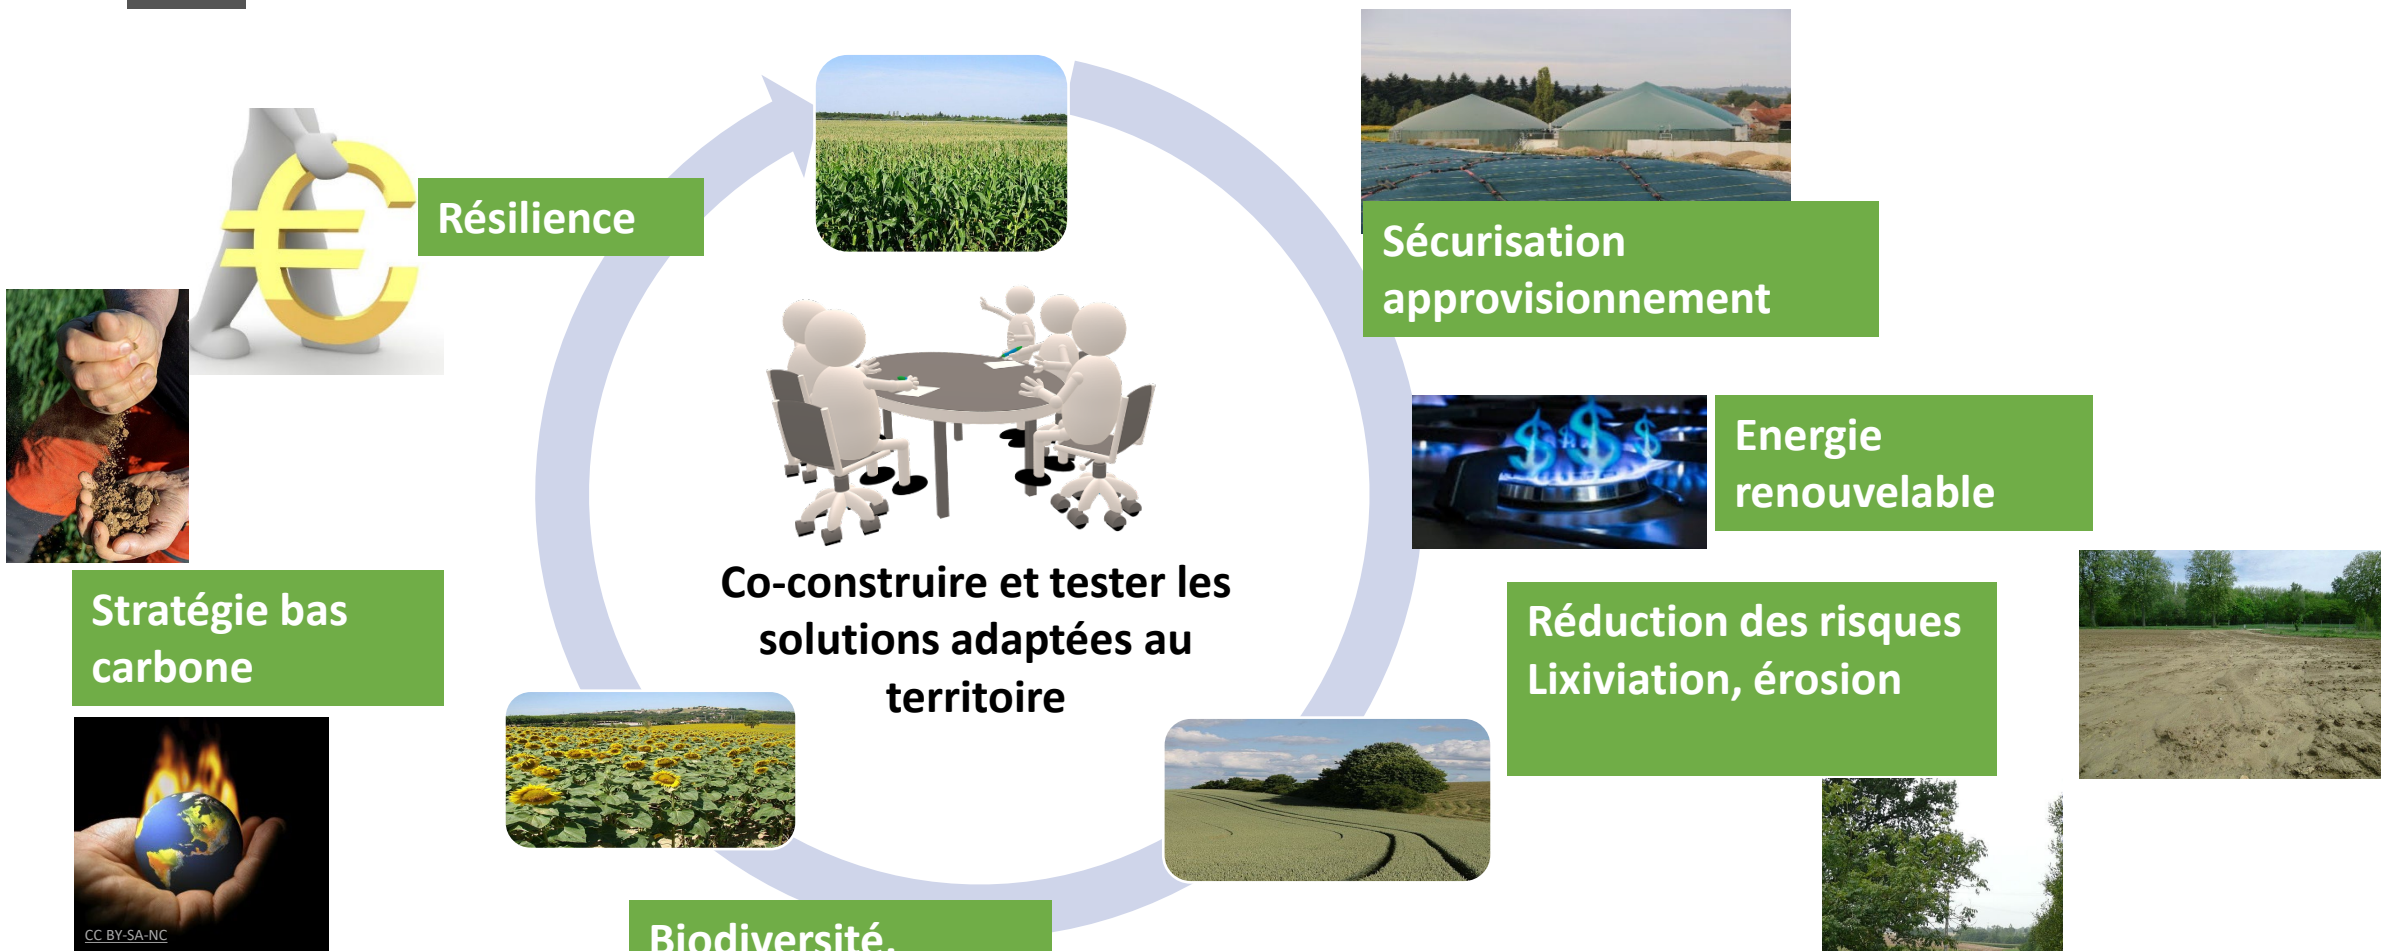 Résilience
Sécurisation
approvisionnement
Energie
renouvelable
Co-construire et tester les
solutions adaptées au
territoire
Stratégie bas
carbone
Réduction des risques
Lixiviation, érosion
CC BY-SA-NC
Biodiversité,